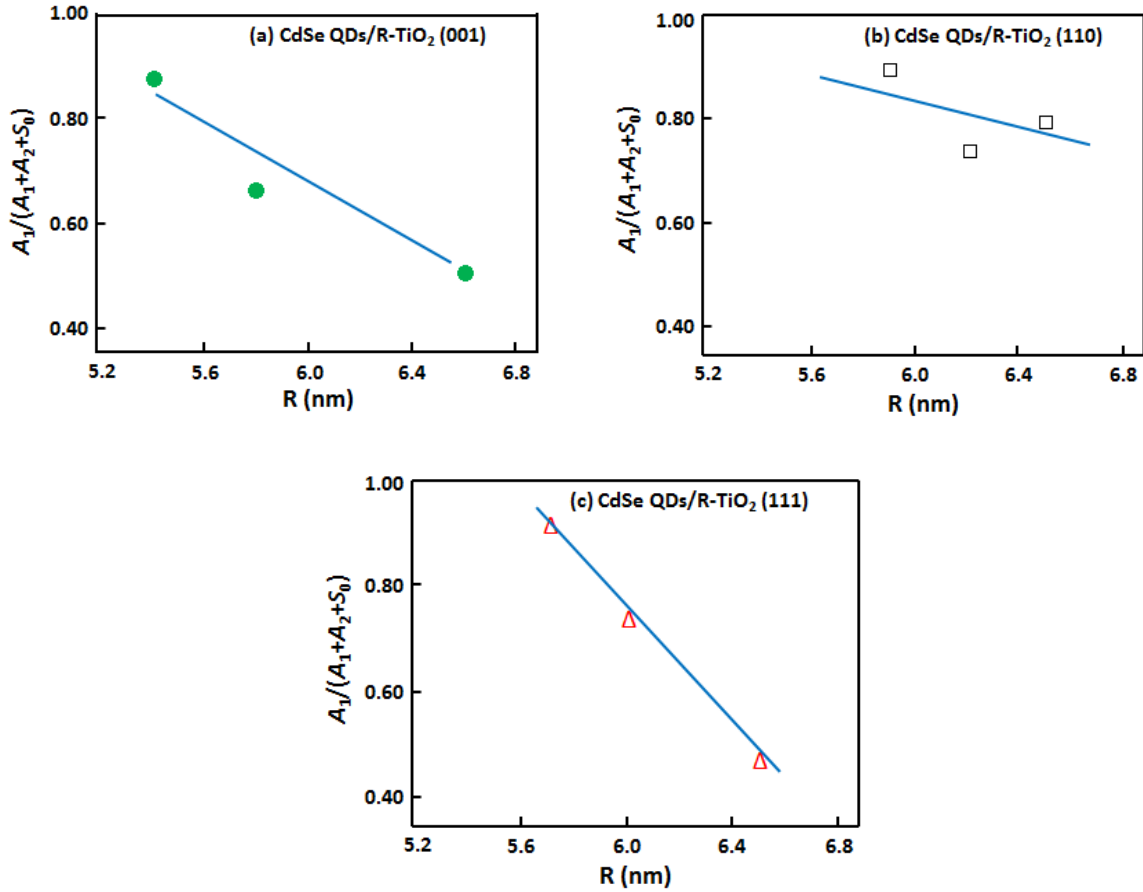 (a) CdSe QDs/R-TiO₂ (001)
A₁/(A₁+A₂+S₀)
1.00
0.80
0.60
0.40
5.2 5.6 6.0 6.4 6.8
R (nm)
(b) CdSe QDs/R-TiO₂ (110)
A₁/(A₁+A₂+S₀)
1.00
0.80
0.60
0.40
5.2 5.6 6.0 6.4 6.8
R (nm)
(c) CdSe QDs/R-TiO₂ (111)
A₁/(A₁+A₂+S₀)
1.00
0.80
0.60
0.40
5.2 5.6 6.0 6.4 6.8
R (nm)